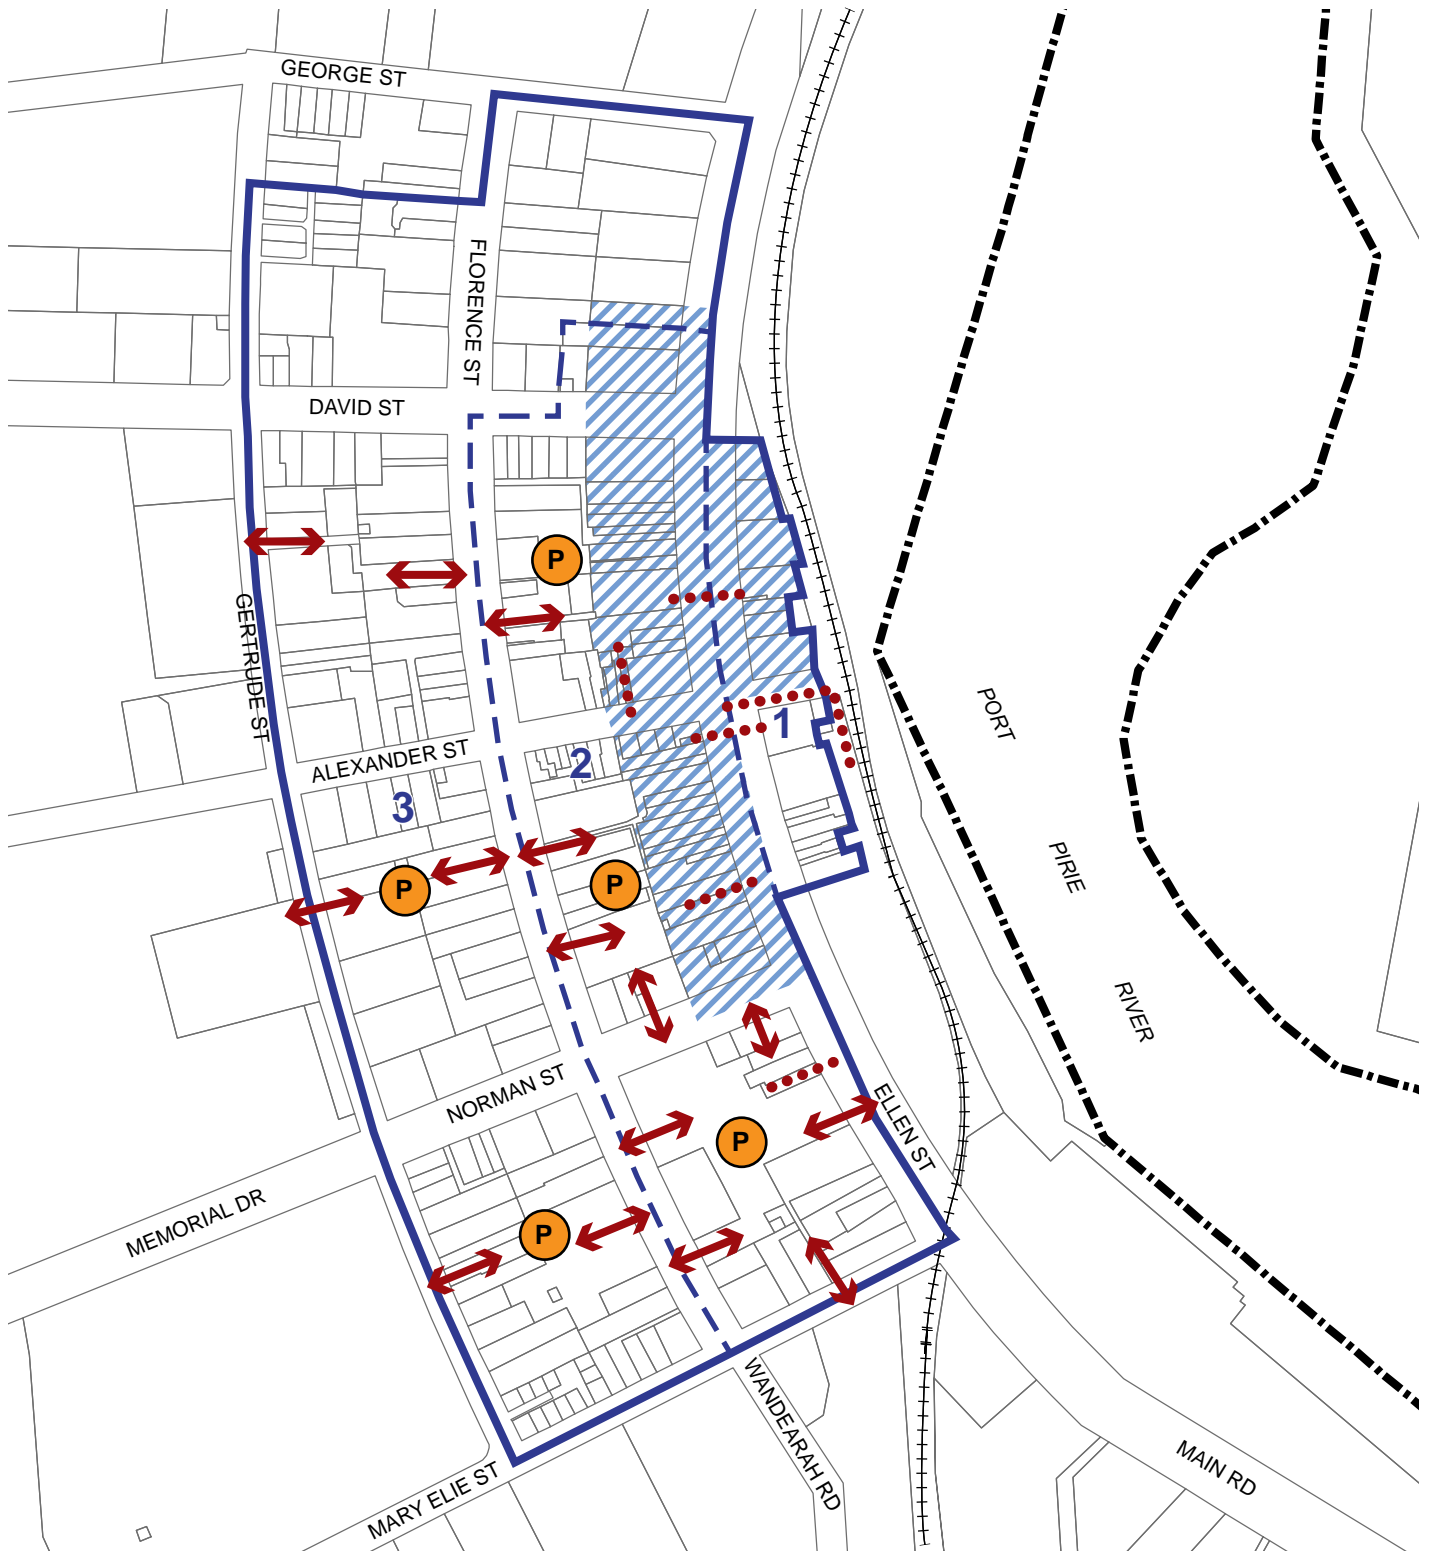 GEORGE ST
FLORENCE ST
DAVID ST
P
GERTRUDE ST
PORT
1
ALEXANDER ST
2
3
PIRIE
P
P
RIVER
NORMAN ST
ELLEN ST
P
MEMORIAL DR
P
WANDEARAH RD
MAIN RD
MARY ELIE ST